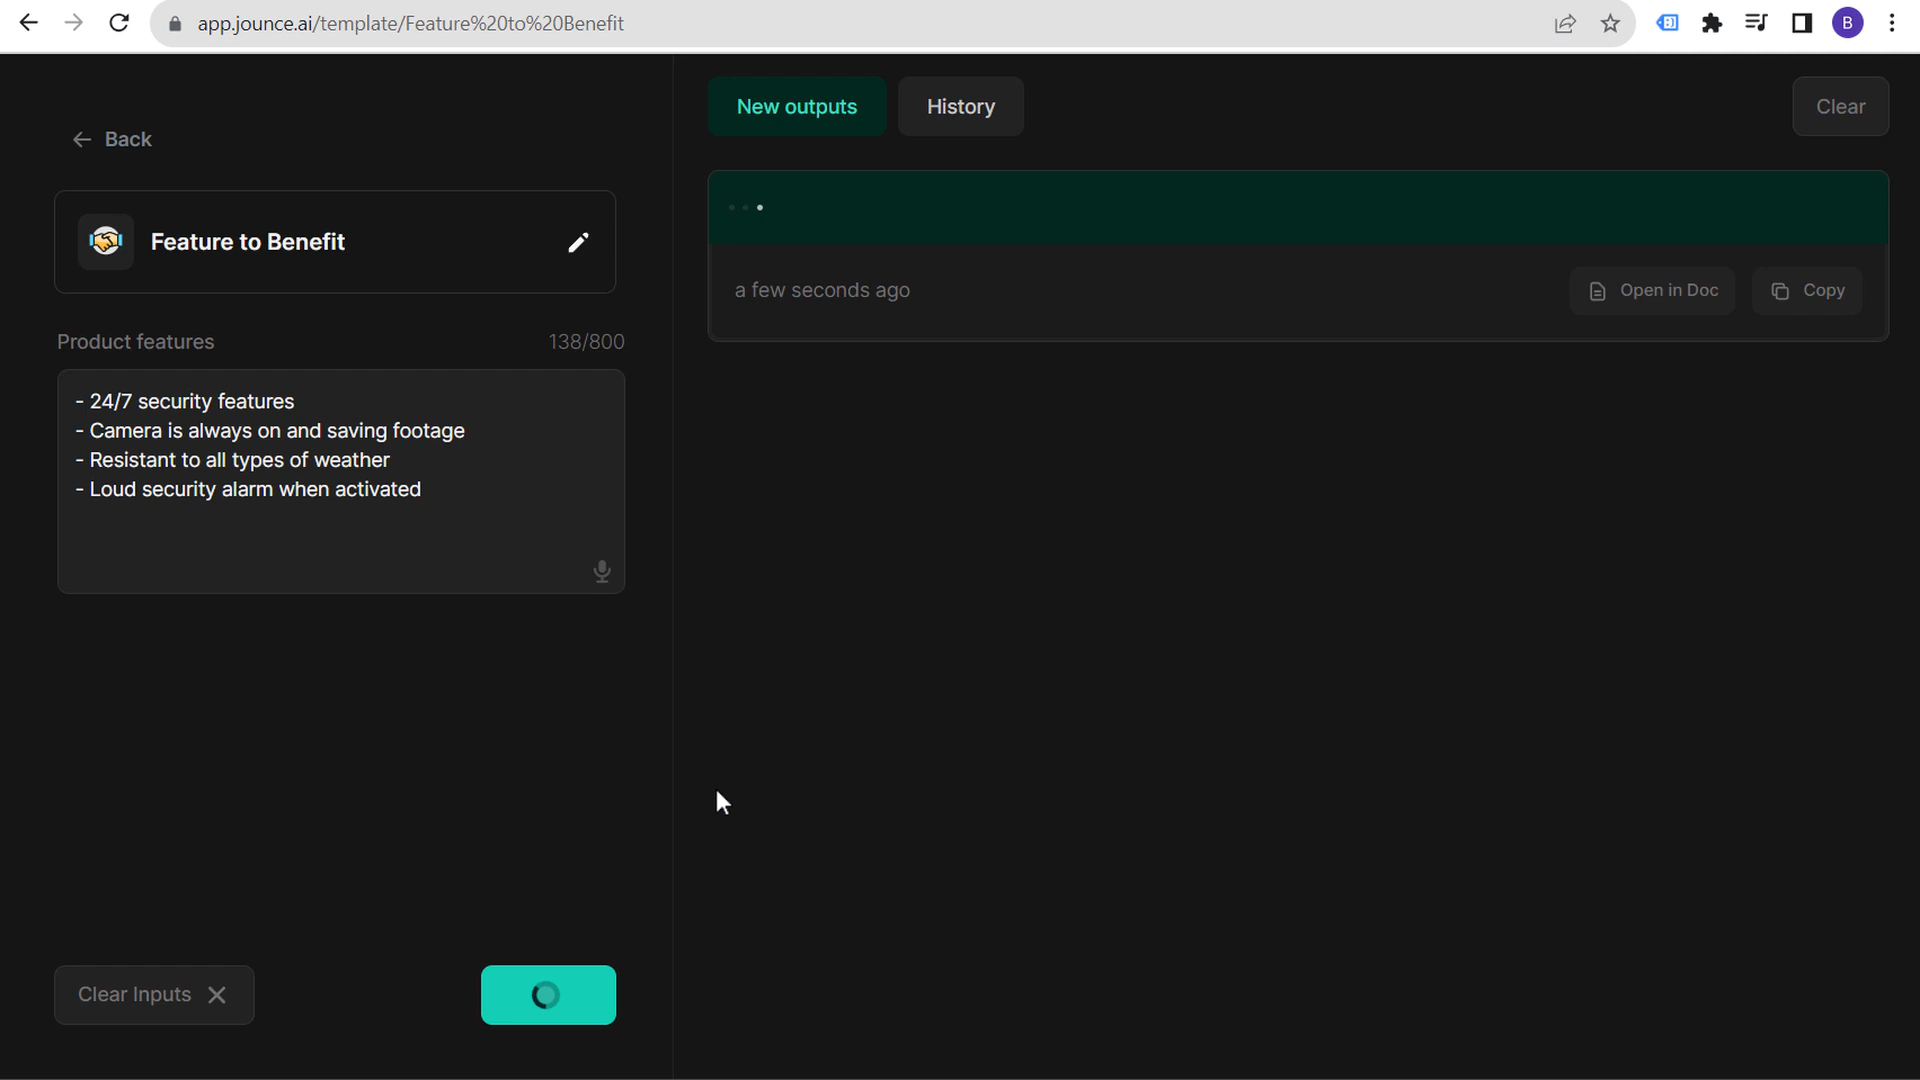 app.jounce.ai/template/Feature%20to%20Benefit
B
New outputs
History
Clear
Back
Feature to Benefit
a few seconds ago
Open in Doc
Copy
Product features
138/800
- 24/7 security features
- Camera is always on and saving footage
- Resistant to all types of weather
- Loud security alarm when activated
Clear Inputs